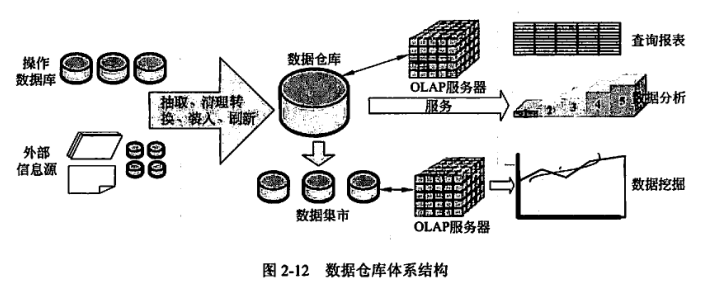 操作
数据库
外部
信息源
抽取、清理转
换、装入、刷新
数据仓库
OLAP服务器
服务
数据集市
OLAP服务器
查询报表
2
3
4
5
数据分析
数据挖掘
图 2-12 数据仓库体系结构